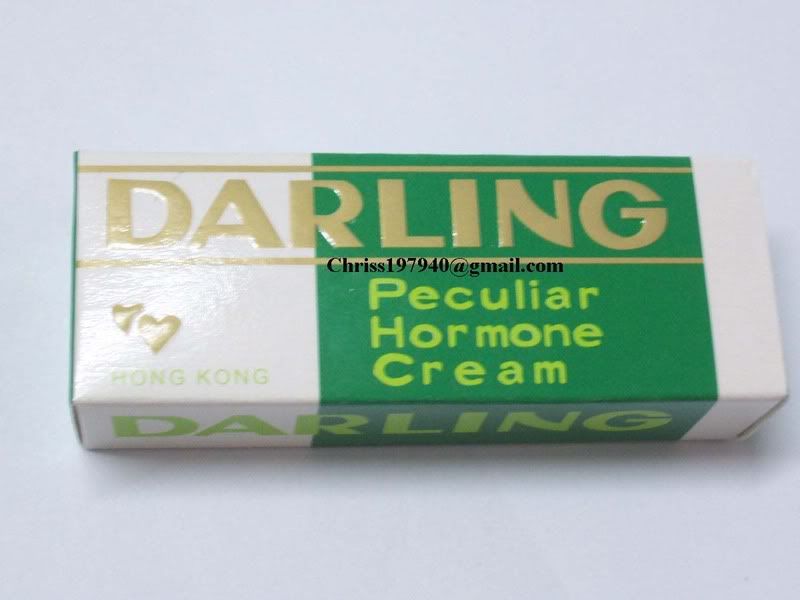 DARLING
Chriss197940@gmail.com
Peculiar
Hormone
Cream
HONG KONG
DARLING